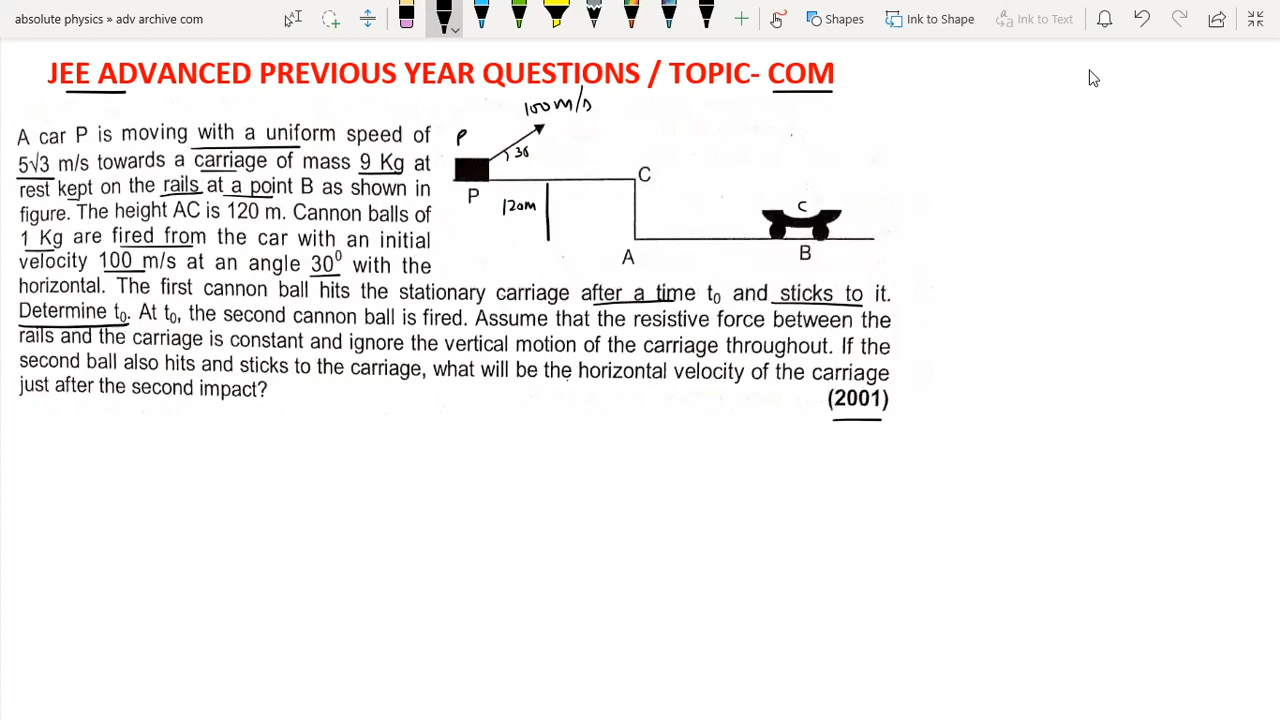 absolute physics » adv archive com
Shapes
Ink to Shape
Ink to Text
JEE ADVANCED PREVIOUS YEAR QUESTIONS / TOPIC- COM
A car P is moving with a uniform speed of
5√3 m/s towards a carriage of mass 9 Kg at
rest kept on the rails at a point B as shown in
figure. The height AC is 120 m. Cannon balls of
1 Kg are fired from the car with an initial
velocity 100 m/s at an angle 30⁰ with the
horizontal. The first cannon ball hits the stationary carriage after a time t₀ and sticks to it.
Determine t₀. At t₀, the second cannon ball is fired. Assume that the resistive force between the
rails and the carriage is constant and ignore the vertical motion of the carriage throughout. If the
second ball also hits and sticks to the carriage, what will be the horizontal velocity of the carriage
just after the second impact?
(2001)
100 m/s
P
30
C
P
120m
C
A
B